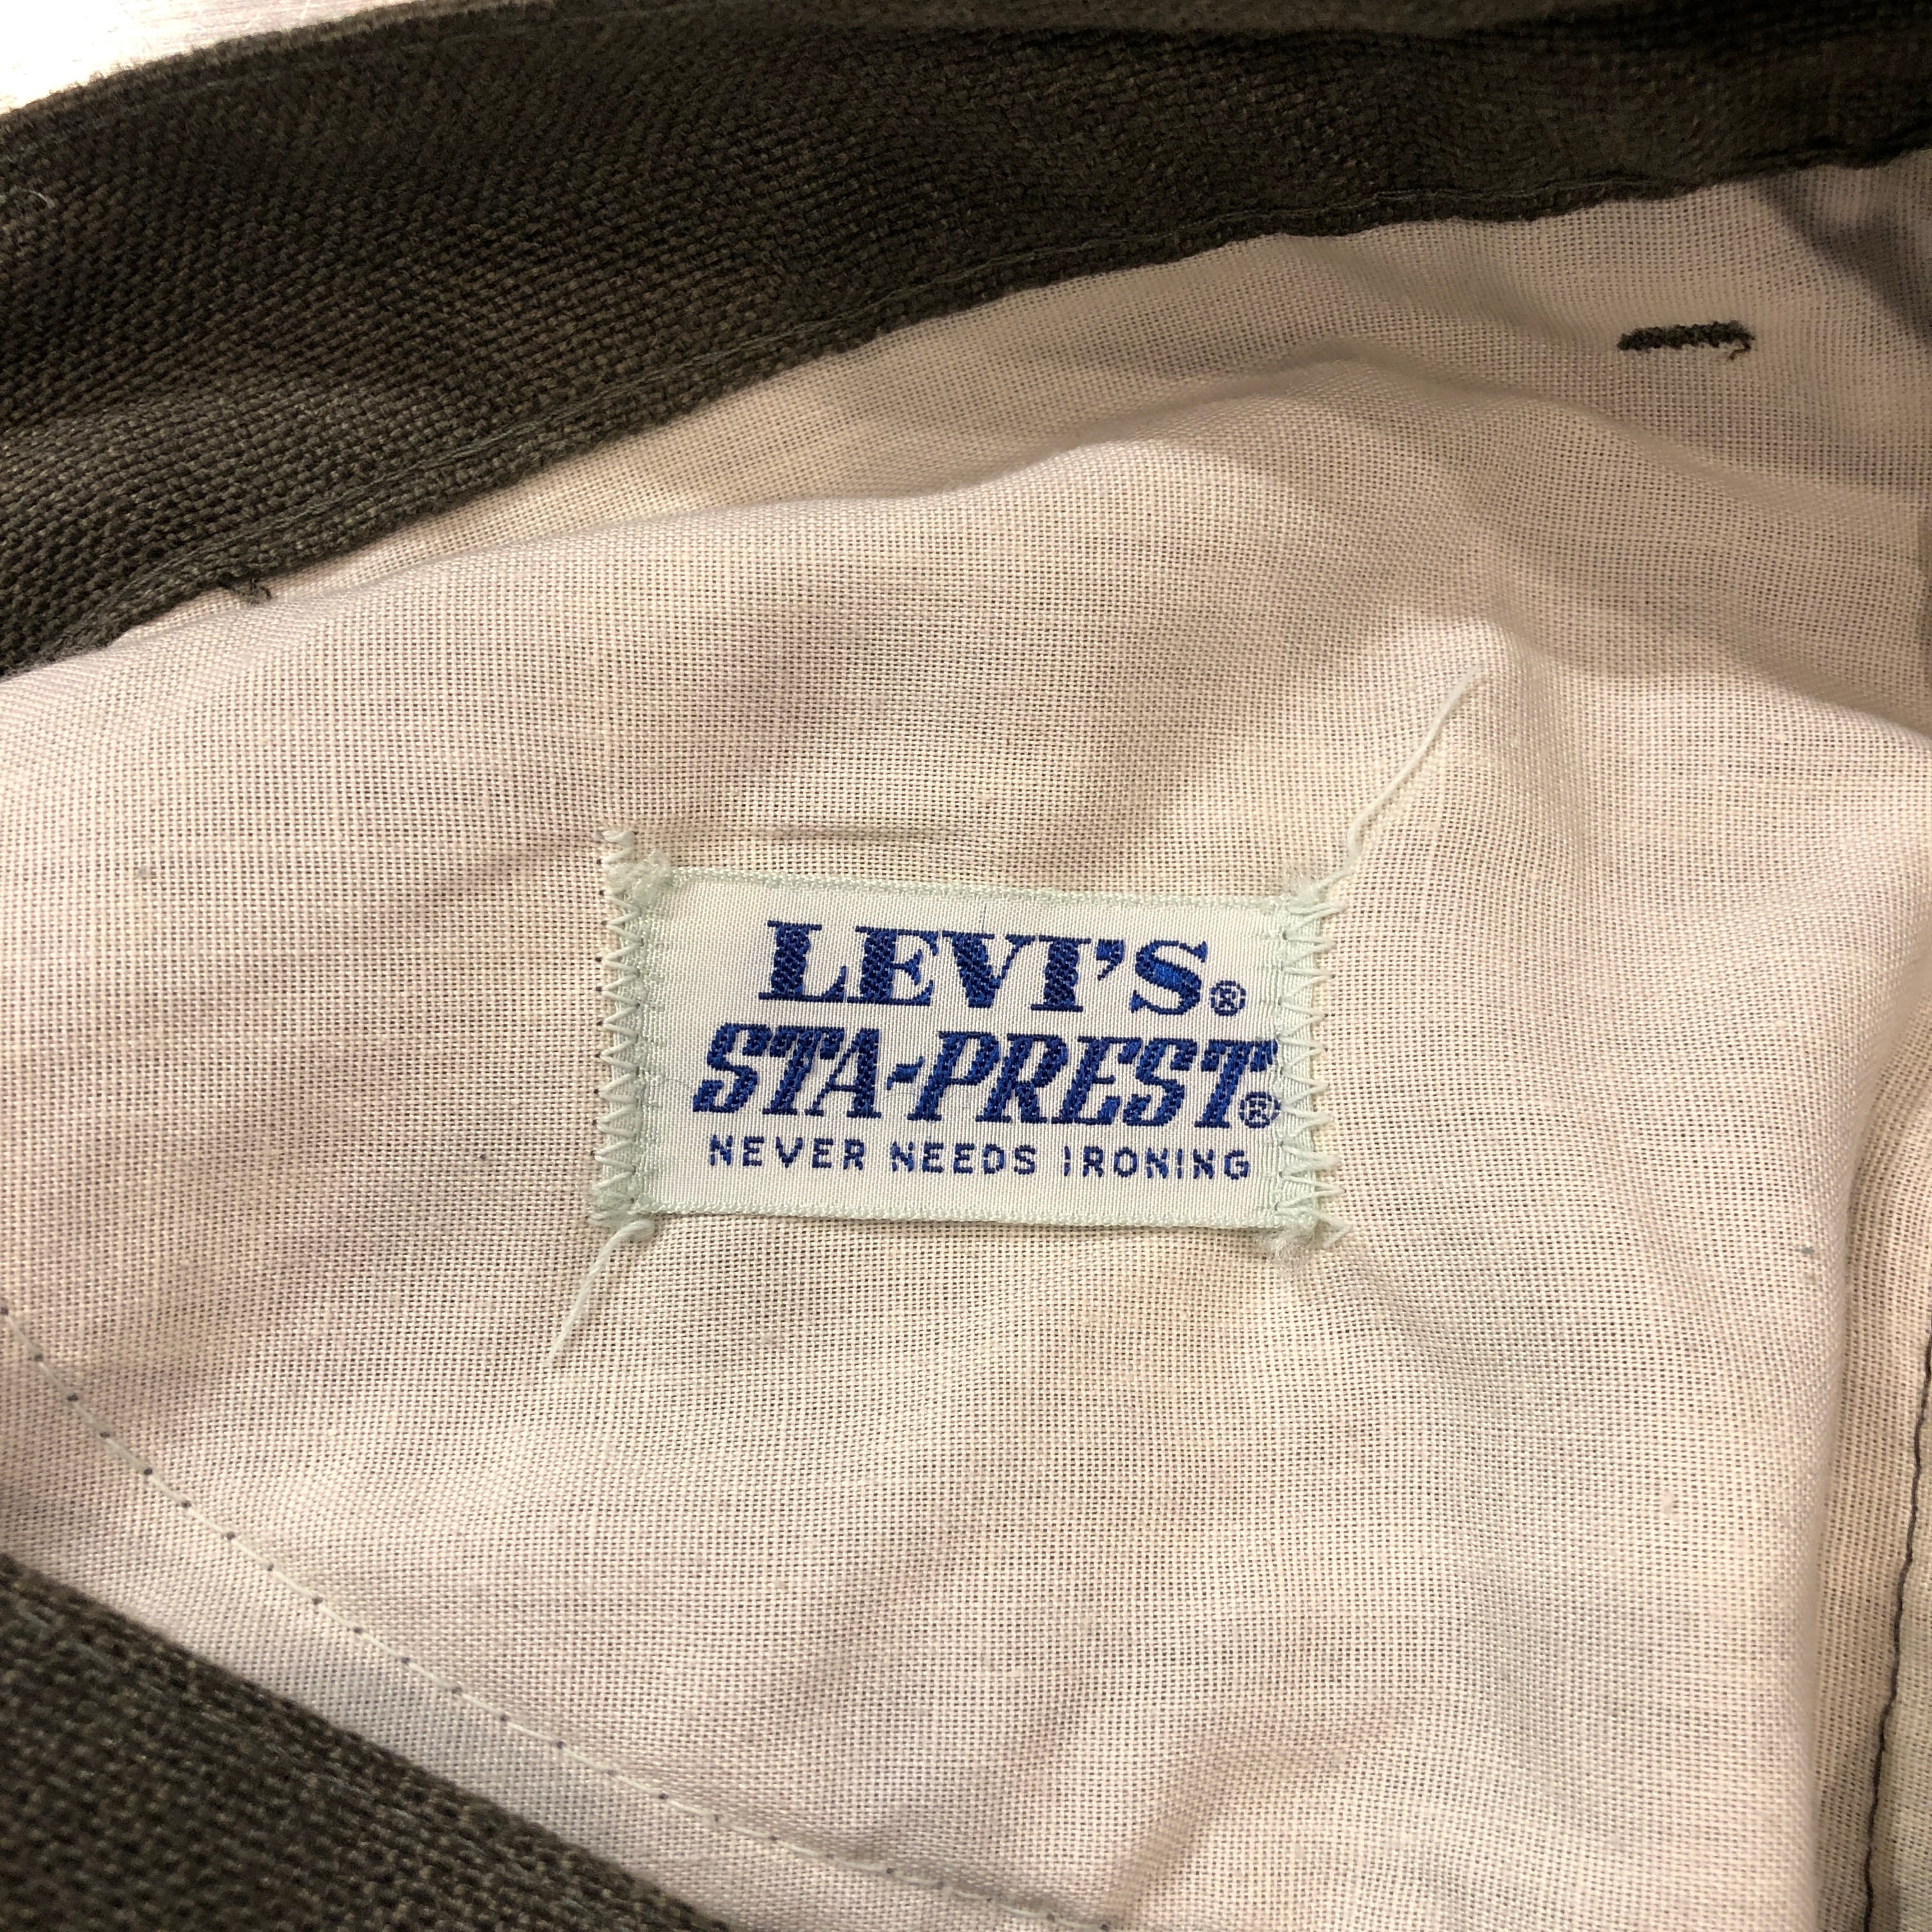 LEVI'S®
STA-PREST®
NEVER NEEDS IRONING